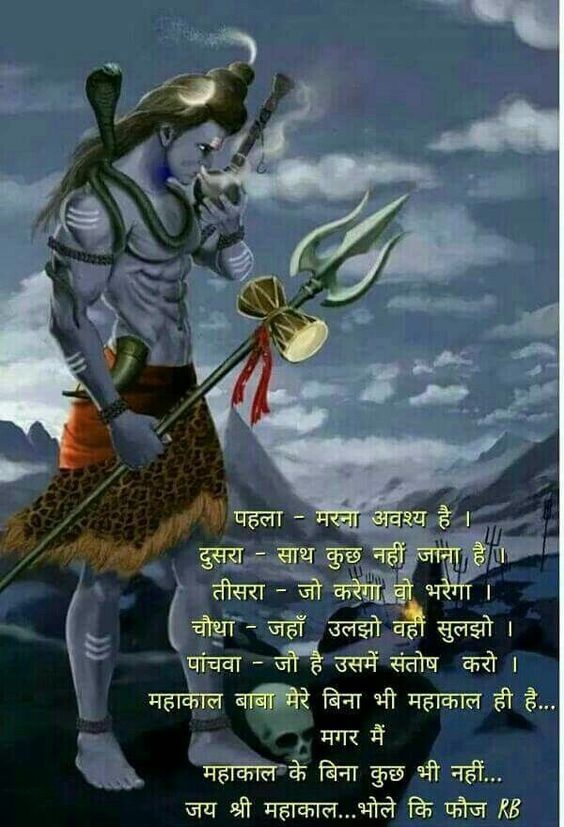 पहला - मरना अवश्य है ।
दुसरा - साथ कुछ नहीं जाना है ।
तीसरा - जो करेगा वो भरेगा ।
चौथा - जहाँ उलझो वहीं सुलझो ।
पांचवा - जो है उसमें संतोष करो ।
महाकाल बाबा मेरे बिना भी महाकाल ही है...
मगर मैं
महाकाल के बिना कुछ भी नहीं...
जय श्री महाकाल...भोले कि फौज RB